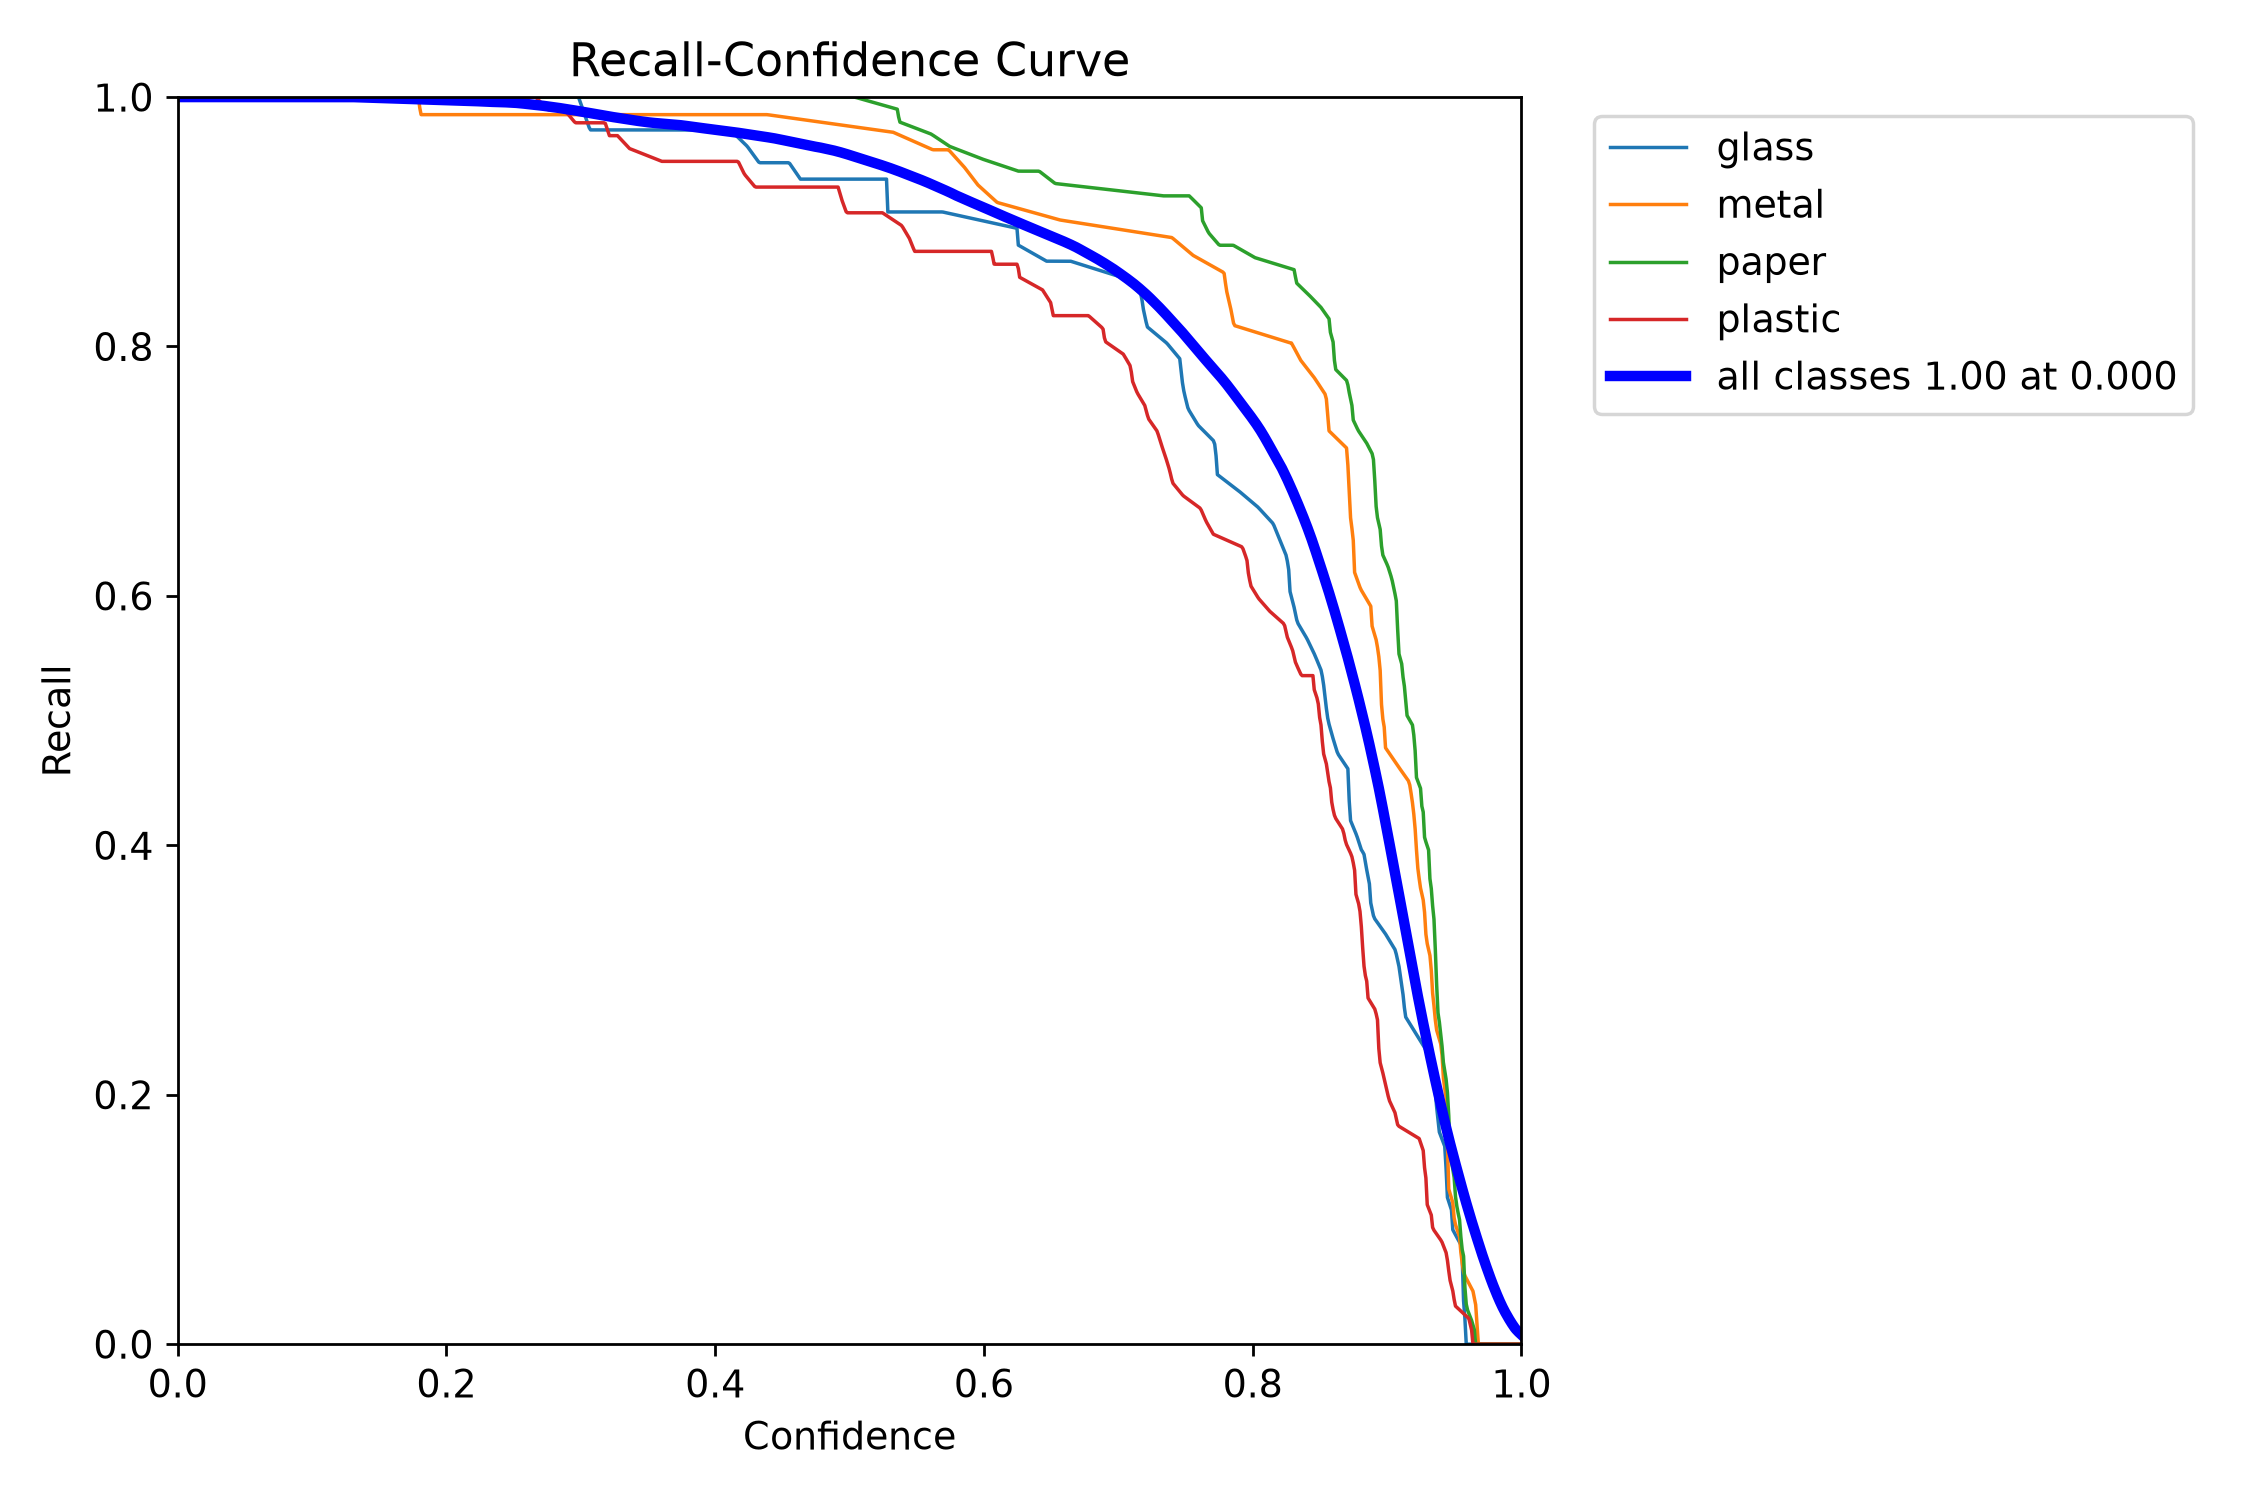 Recall-Confidence Curve
1.0
0.8
0.6
0.4
0.2
0.0
Recall
0.0 0.2 0.4 0.6 0.8 1.0
Confidence
glass
metal
paper
plastic
all classes 1.00 at 0.000